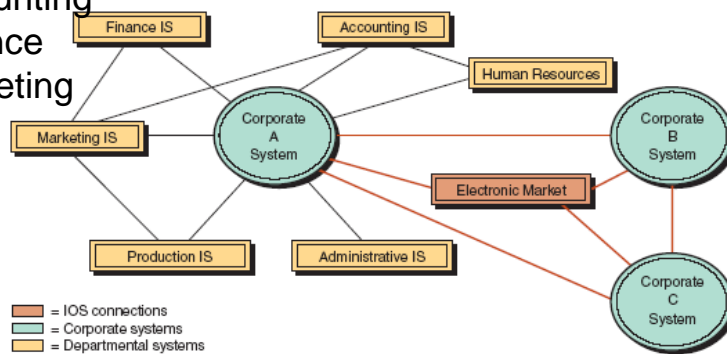 Finance IS
Accounting IS
Human Resources
Marketing IS
Corporate
A
System
Corporate
B
System
Electronic Market
Production IS
Administrative IS
Corporate
C
System
= IOS connections
= Corporate systems
= Departmental systems